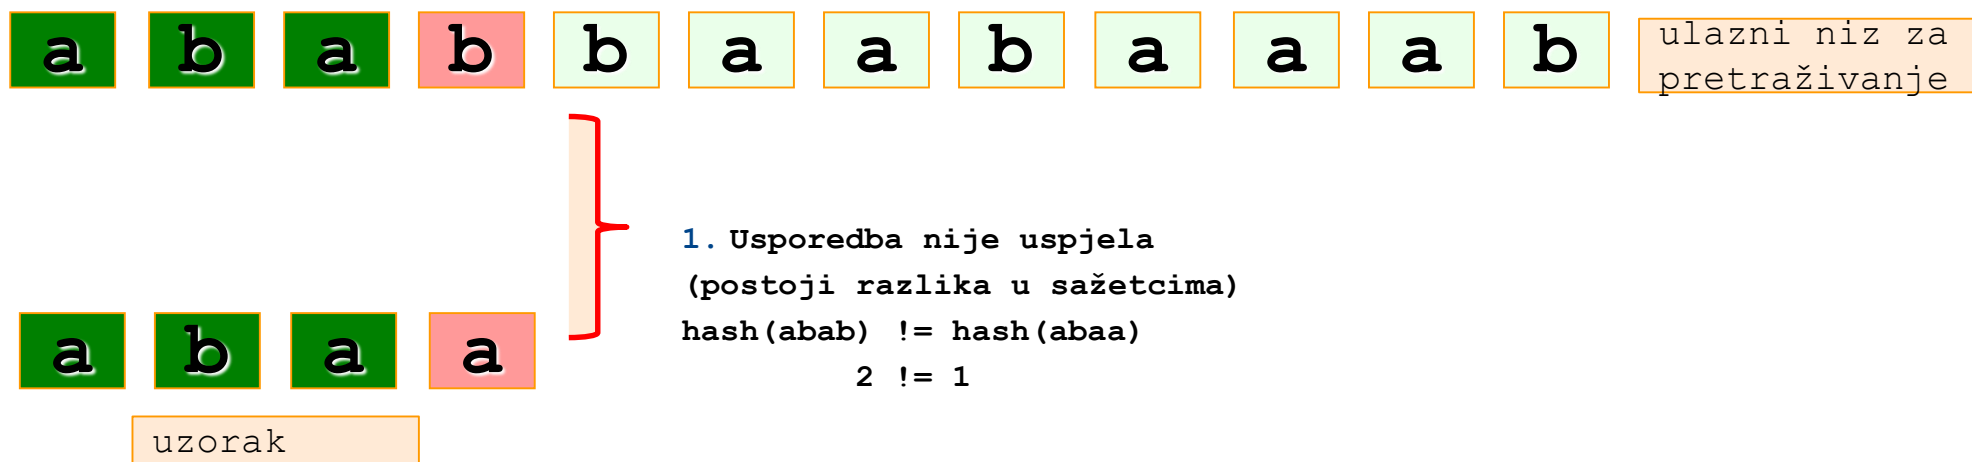 a b a b b a a b a a a b
ulazni niz za
pretraživanje
1. Usporedba nije uspjela
(postoji razlika u sažetcima)
hash(abab) != hash(abaa)
2 != 1
a b a a
uzorak